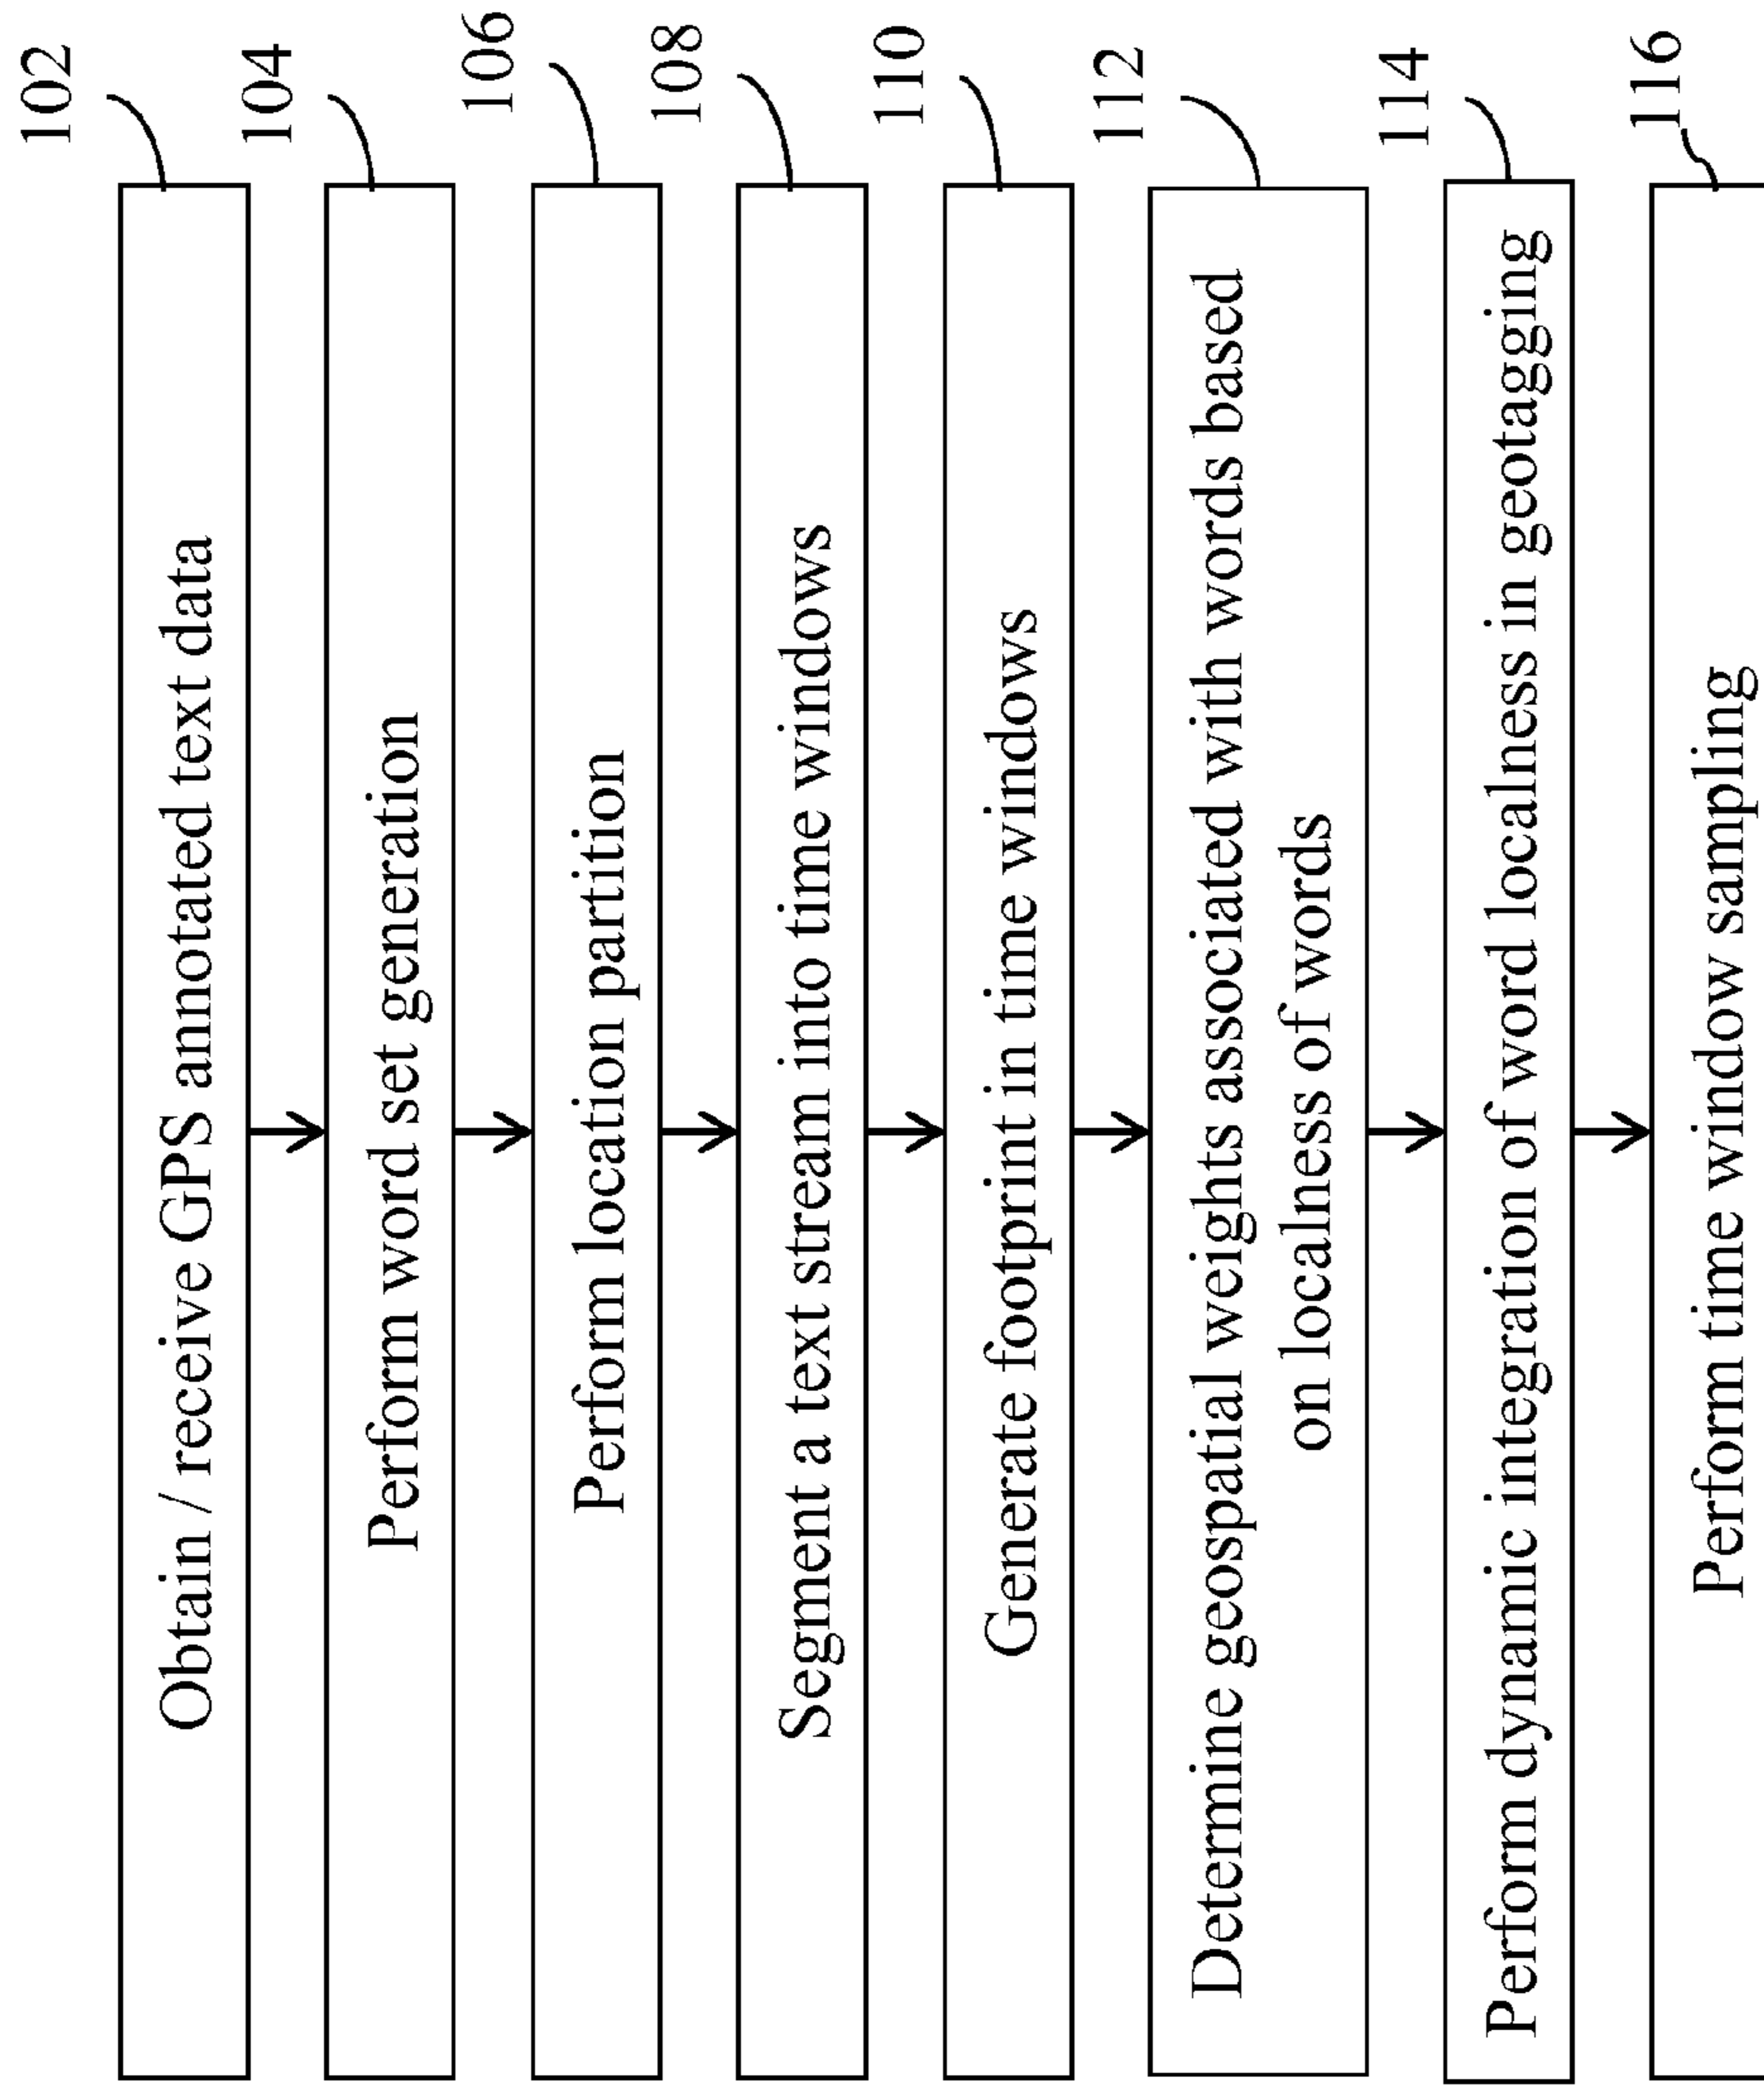 Obtain / receive GPS annotated text data
102
Perform word set generation
104
Perform location partition
106
Segment a text stream into time windows
108
Generate footprint in time windows
110
Determine geospatial weights associated with words based
on localness of words
112
Perform dynamic integration of word localness in geotagging
114
Perform time window sampling
116